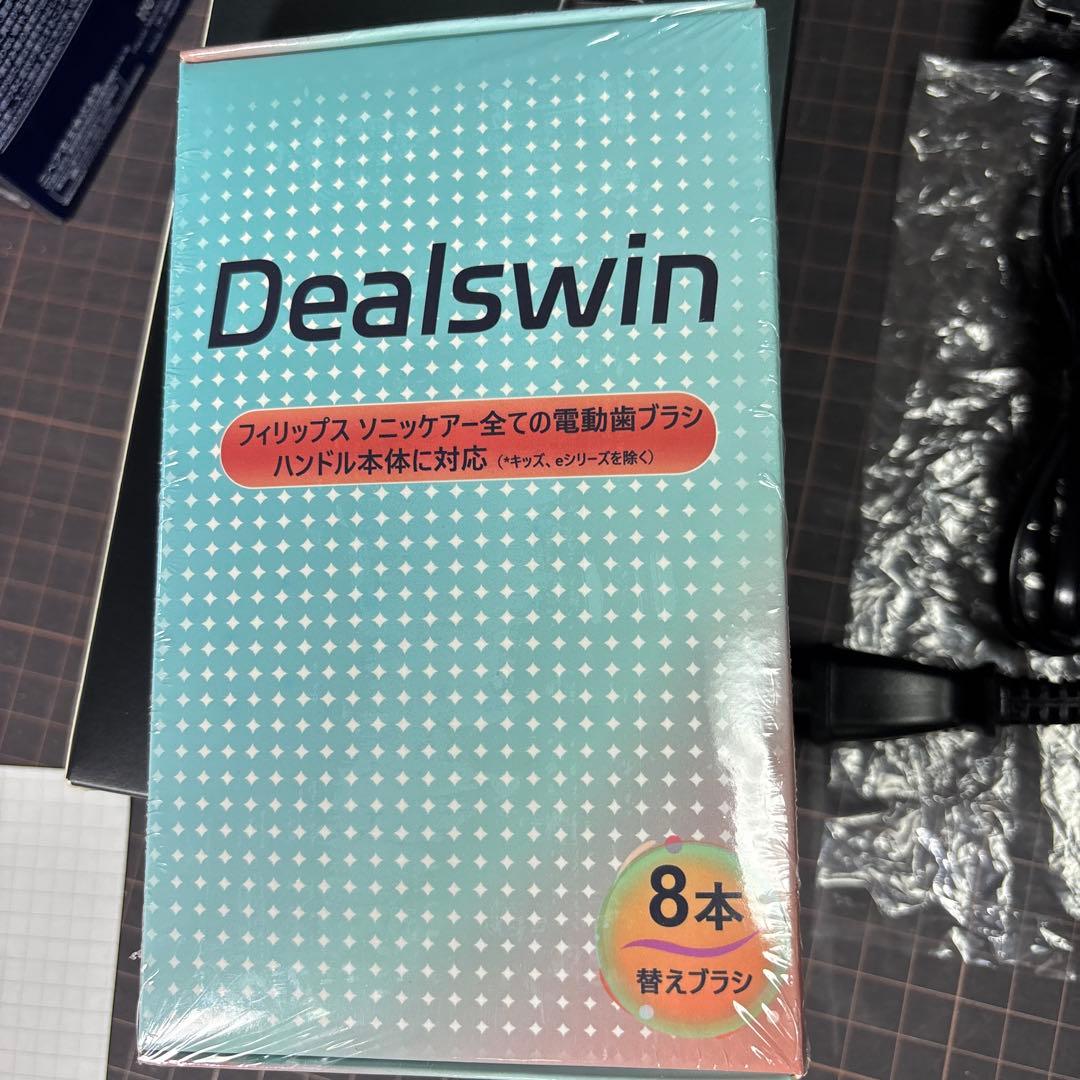 Dealswin
フィリップス ソニッケアー全ての電動歯ブラシ
ハンドル本体に対応 (*キッズ、eシリーズを除く)
8本
替えブラシ